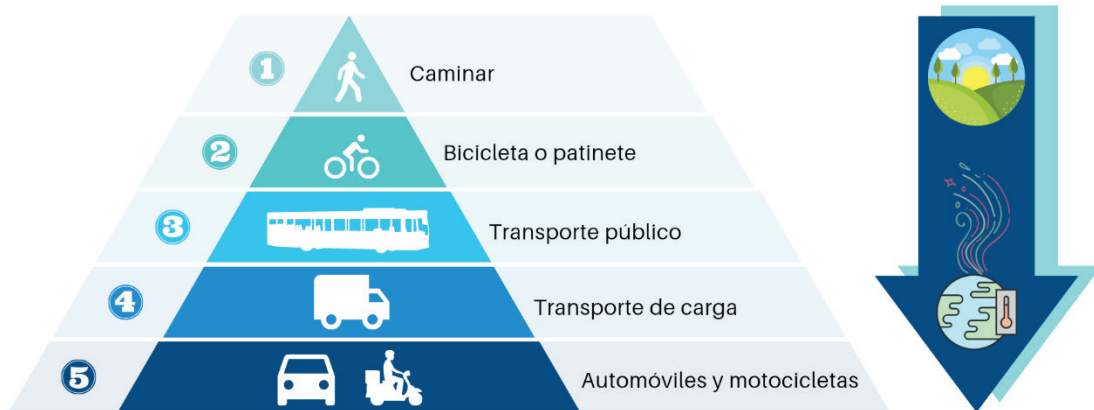 1 Caminar
2 Bicicleta o patinete
3 Transporte público
4 Transporte de carga
5 Automóviles y motocicletas